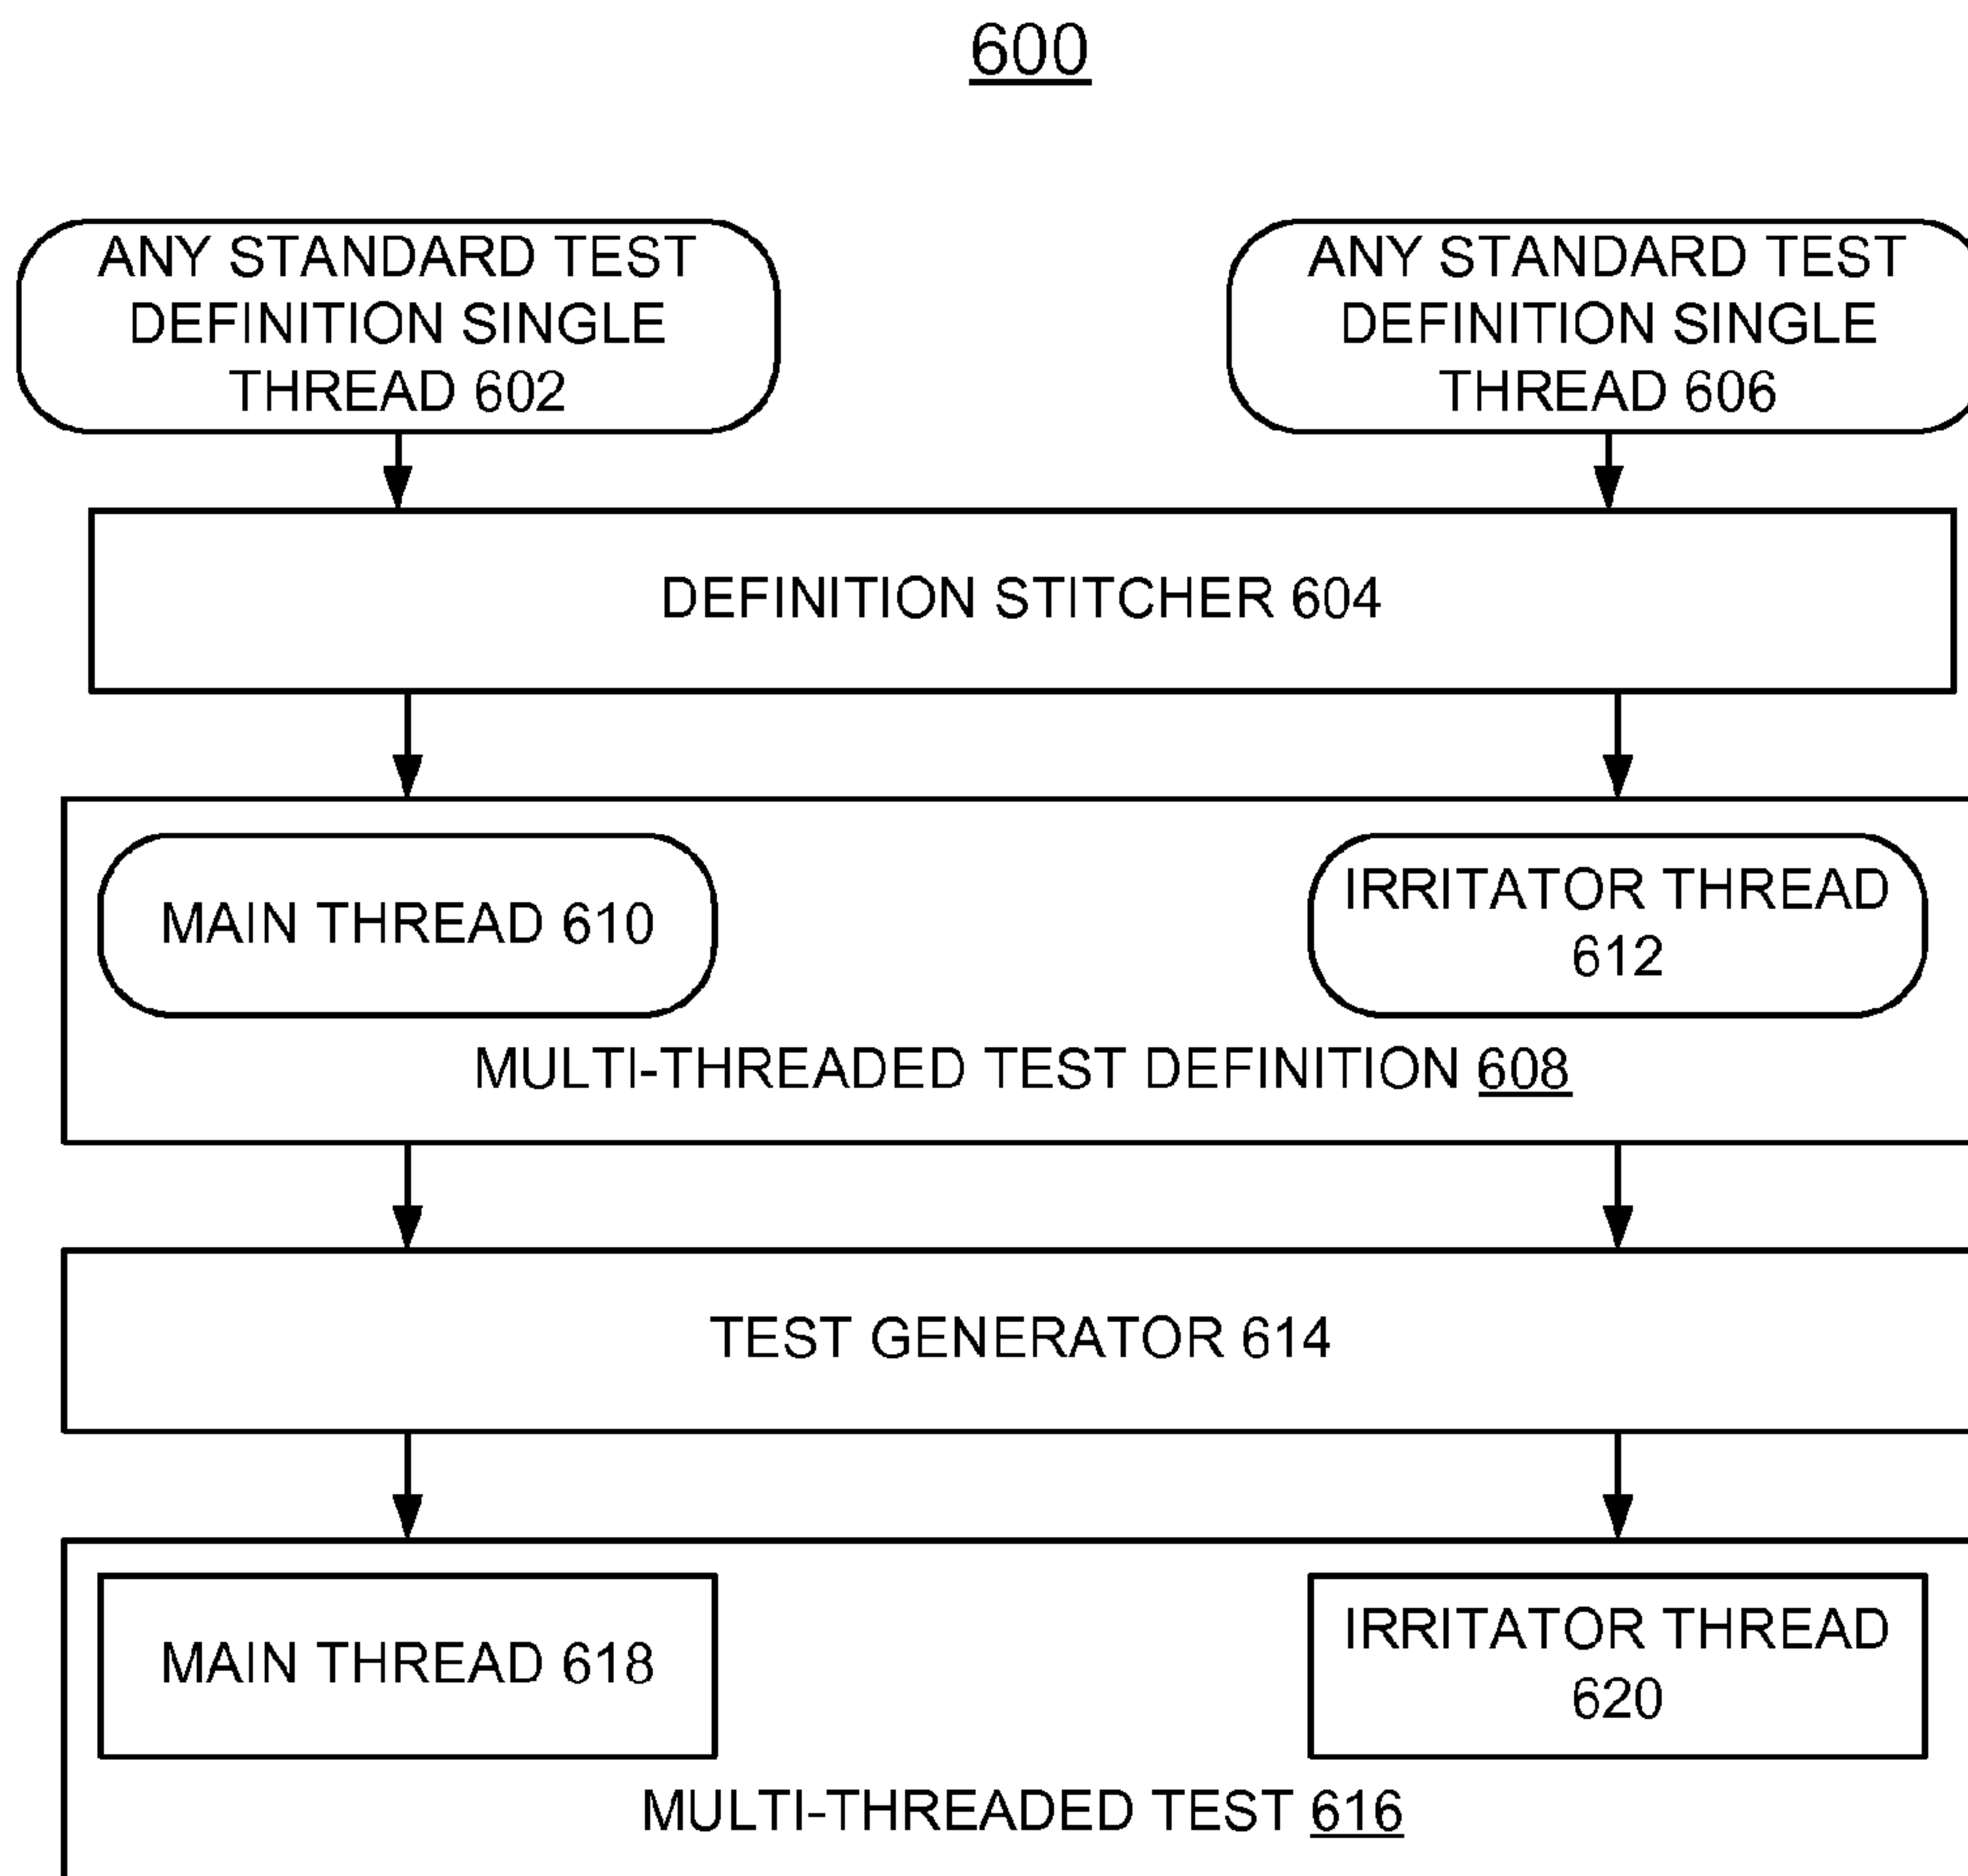 600
ANY STANDARD TEST
DEFINITION SINGLE
THREAD 602
ANY STANDARD TEST
DEFINITION SINGLE
THREAD 606
DEFINITION STITCHER 604
MAIN THREAD 610
IRRITATOR THREAD
612
MULTI-THREADED TEST DEFINITION 608
TEST GENERATOR 614
MAIN THREAD 618
IRRITATOR THREAD
620
MULTI-THREADED TEST 616